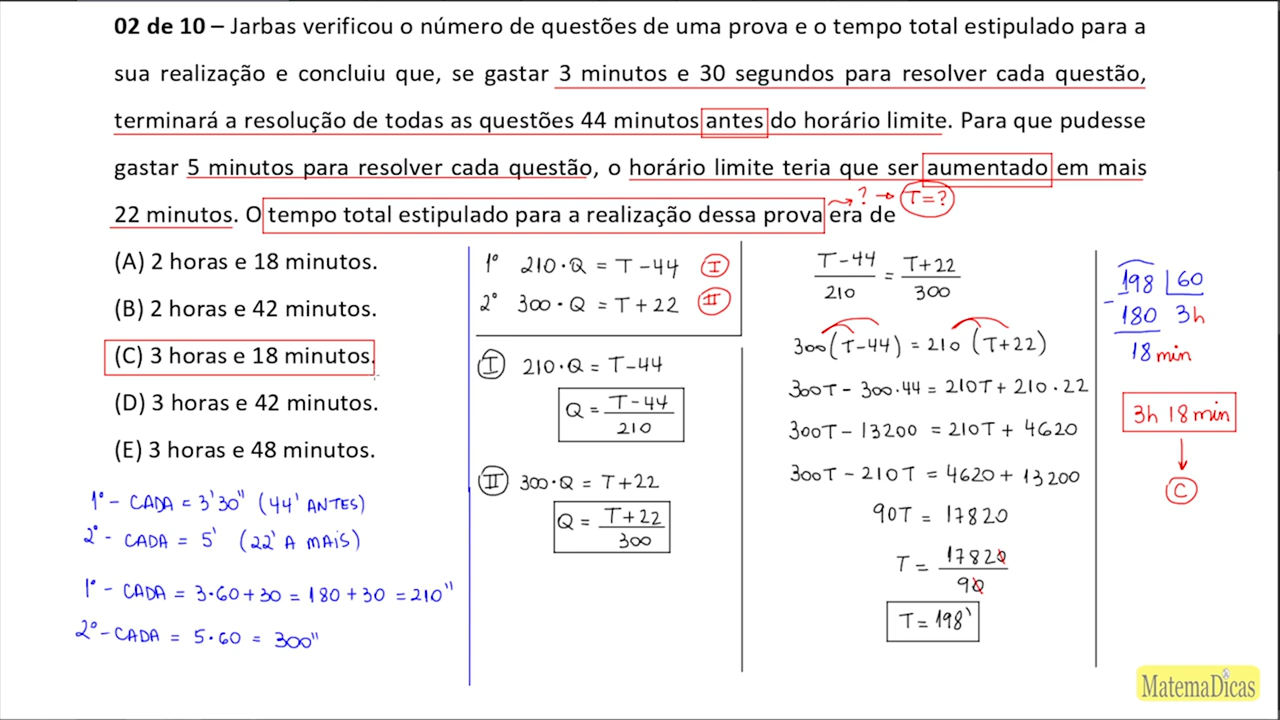 02 de 10 – Jarbas verificou o número de questões de uma prova e o tempo total estipulado para a
sua realização e concluiu que, se gastar 3 minutos e 30 segundos para resolver cada questão,
terminará a resolução de todas as questões 44 minutos antes do horário limite. Para que pudesse
gastar 5 minutos para resolver cada questão, o horário limite teria que ser aumentado em mais
22 minutos. O tempo total estipulado para a realização dessa prova era de
? → T=?
(A) 2 horas e 18 minutos.
(B) 2 horas e 42 minutos.
(C) 3 horas e 18 minutos.
(D) 3 horas e 42 minutos.
(E) 3 horas e 48 minutos.
1° - CADA = 3'30" (44' ANTES)
2° - CADA = 5' (22' A MAIS)
1° - CADA = 3·60+30 = 180+30 = 210"
2° - CADA = 5·60 = 300"
1° 210·Q = T-44 I
2° 300·Q = T+22 II
I 210·Q = T-44
Q = T-44
210
II 300·Q = T+22
Q = T+22
300
T-44 = T+22
210 300
300(T-44) = 210 (T+22)
300T - 300.44 = 210T + 210.22
300T - 13200 = 210T + 4620
300T - 210T = 4620 + 13200
90T = 17820
T = 17820
90
T = 198'
198 60
- 180 3h
18 min
3h 18 min
C
MatemaDicas